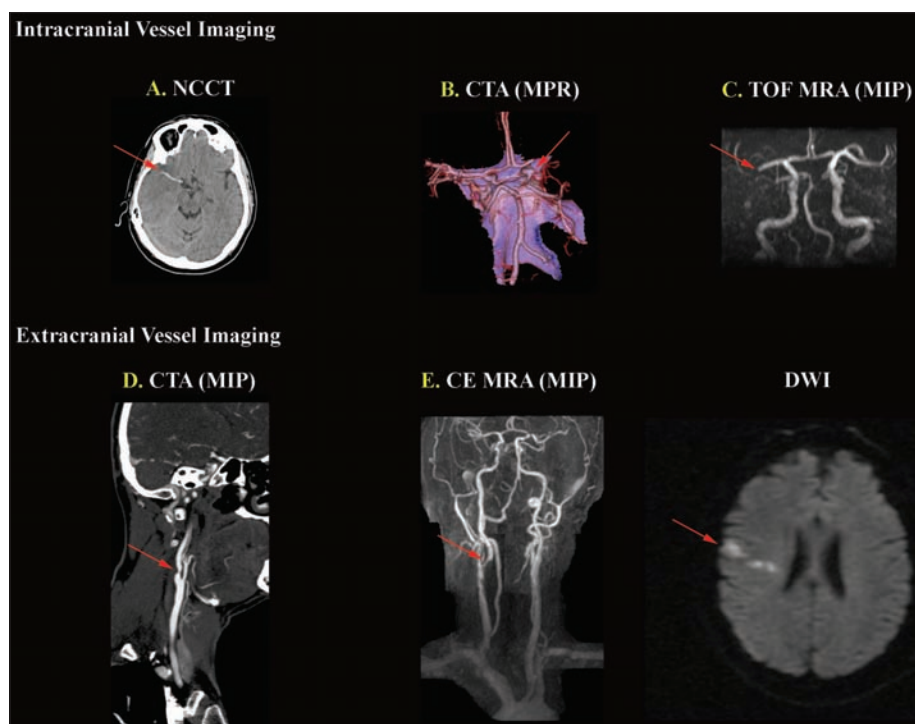 Intracranial Vessel Imaging
A. NCCT
B. CTA (MPR)
C. TOF MRA (MIP)
Extracranial Vessel Imaging
D. CTA (MIP)
E. CE MRA (MIP)
DWI